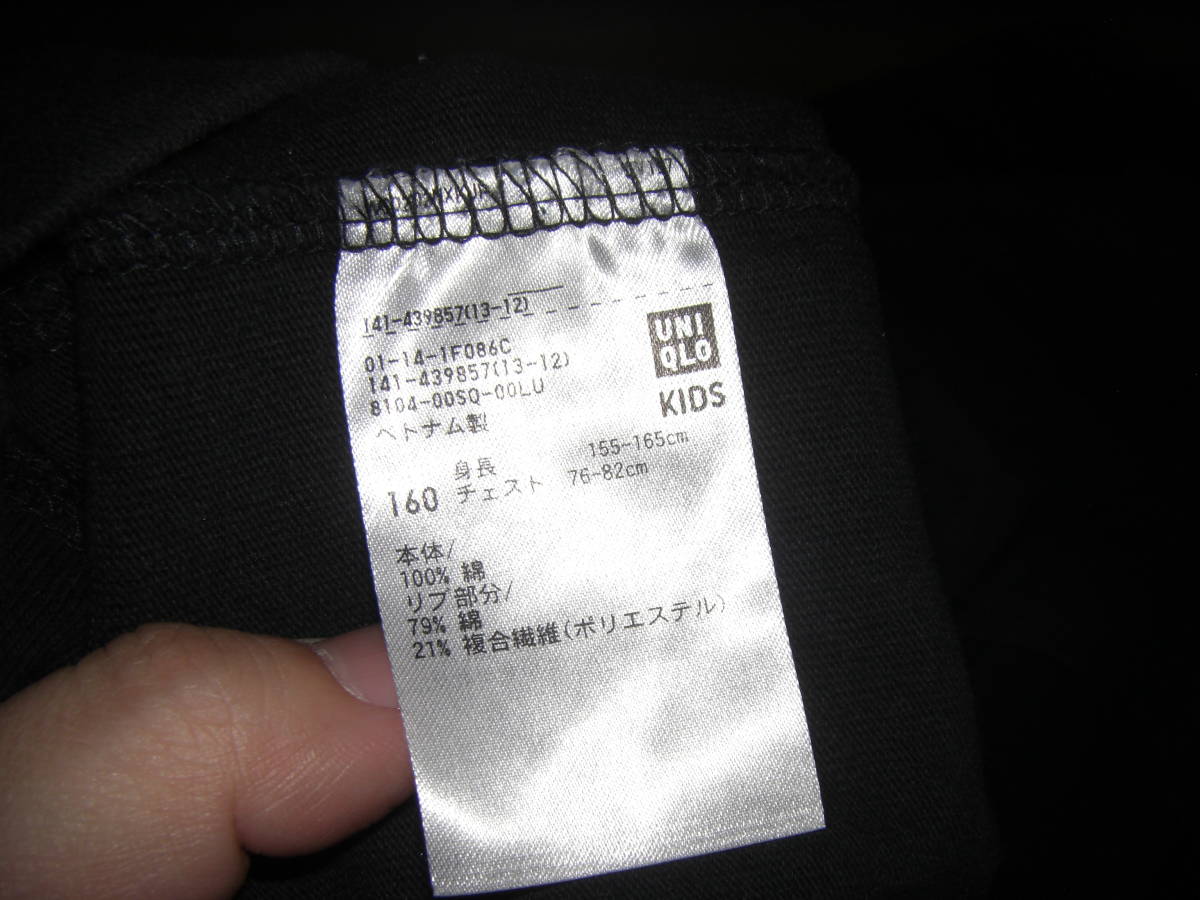 141-439857(13-12)
01-14-1F086C
141-439857(13-12)
8104-00SQ-00LU
ベトナム製
UNI
QLO
KIDS
身長 155-165cm
160 チェスト 76-82cm
本体/
100% 綿
リブ部分/
79% 綿
21% 複合繊維(ポリエステル)